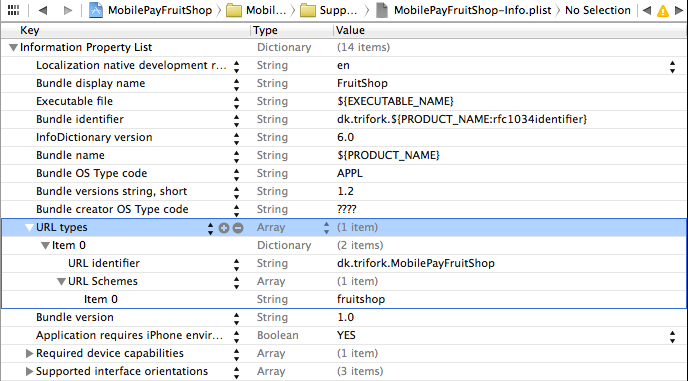 MobilePayFruitShop Mobil... Supp... MobilePayFruitShop-Info.plist No Selection
Key Type Value
Information Property List Dictionary (14 items)
Localization native development r... String en
Bundle display name String FruitShop
Executable file String ${EXECUTABLE_NAME}
Bundle identifier String dk.trifork.${PRODUCT_NAME:rfc1034identifier}
InfoDictionary version String 6.0
Bundle name String ${PRODUCT_NAME}
Bundle OS Type code String APPL
Bundle versions string, short String 1.2
Bundle creator OS Type code String ????
URL types Array (1 item)
Item 0 Dictionary (2 items)
URL identifier String dk.trifork.MobilePayFruitShop
URL Schemes Array (1 item)
Item 0 String fruitshop
Bundle version String 1.0
Application requires iPhone envir... Boolean YES
Required device capabilities Array (1 item)
Supported interface orientations Array (3 items)